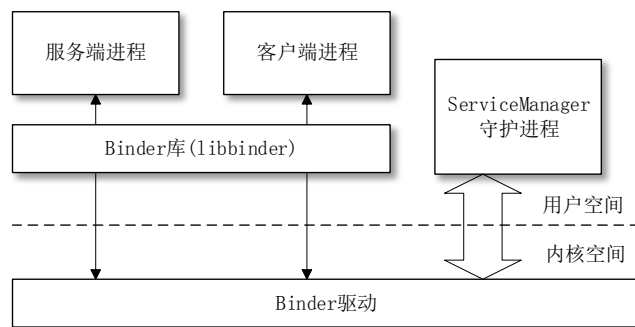 服务端进程
客户端进程
ServiceManager
守护进程
Binder库(libbinder)
用户空间
内核空间
Binder驱动